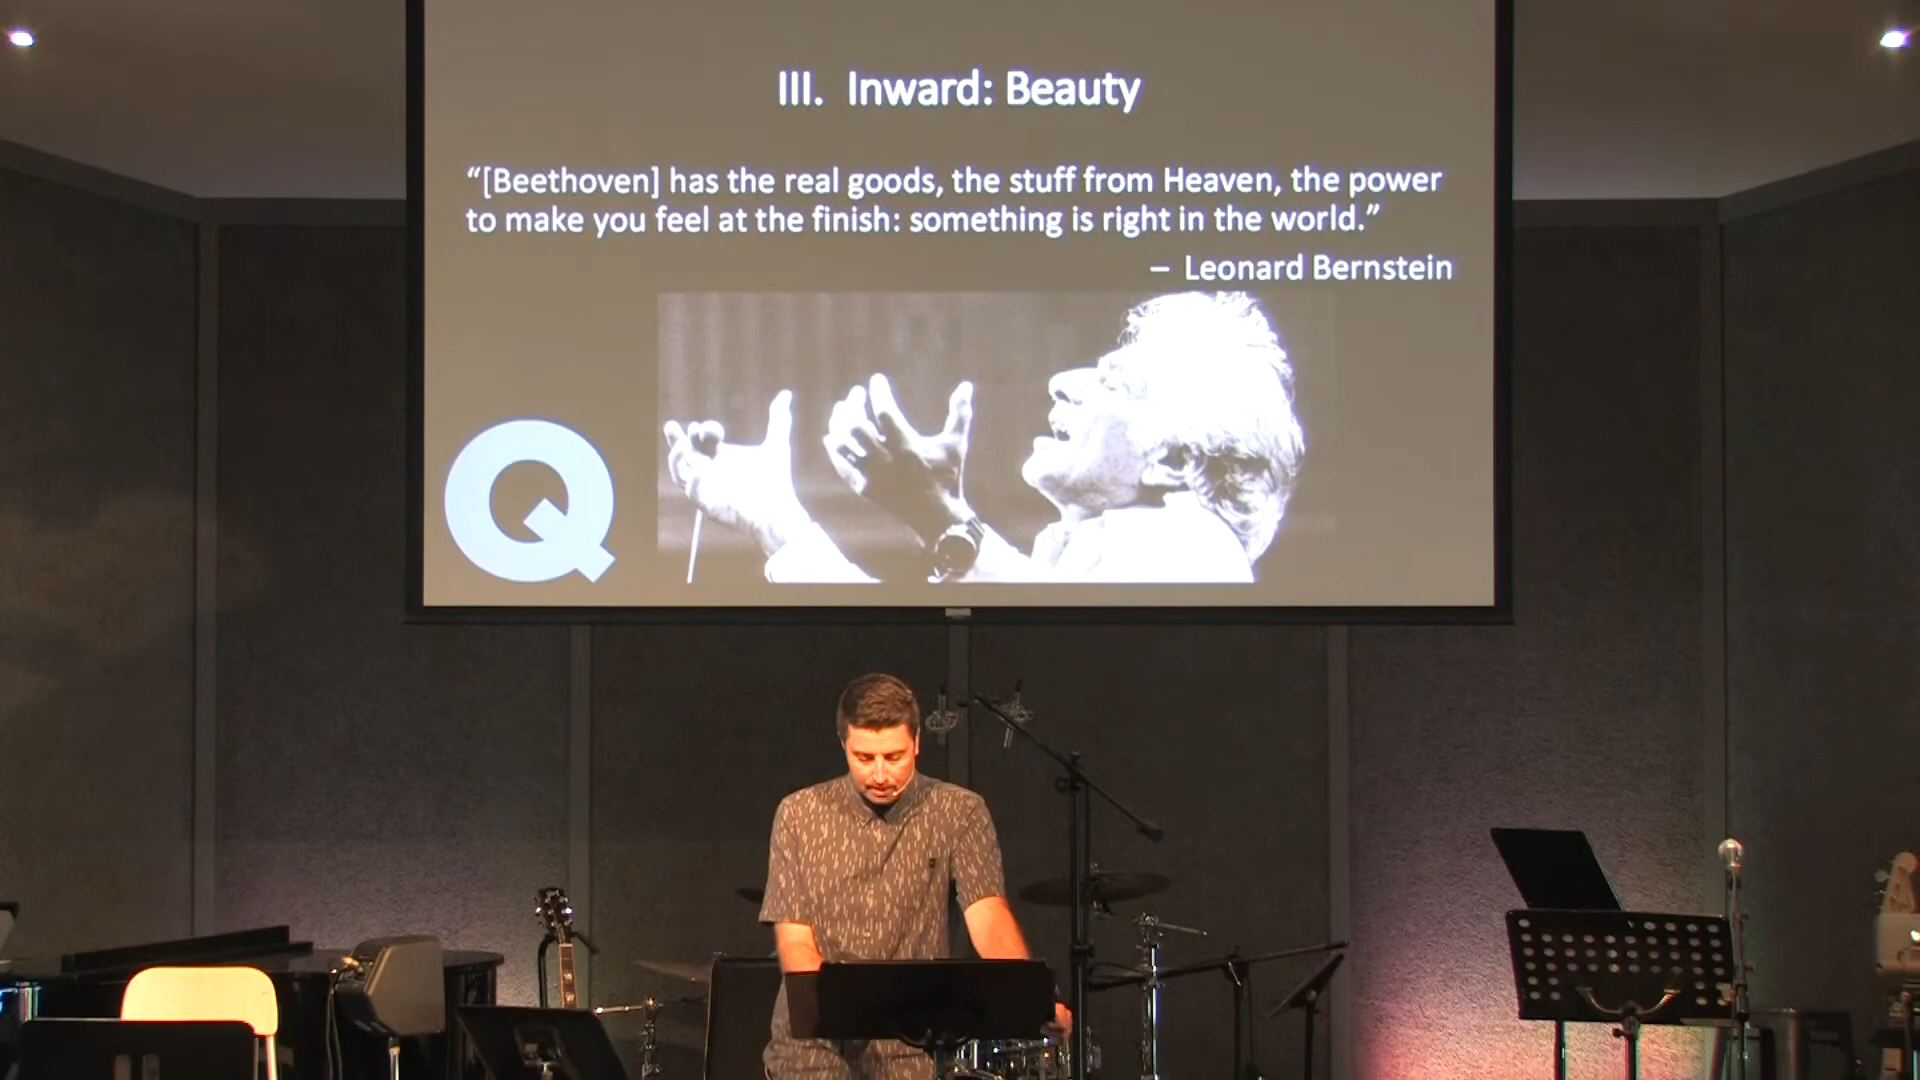 III. Inward: Beauty
“[Beethoven] has the real goods, the stuff from Heaven, the power
to make you feel at the finish: something is right in the world.”
– Leonard Bernstein
Q